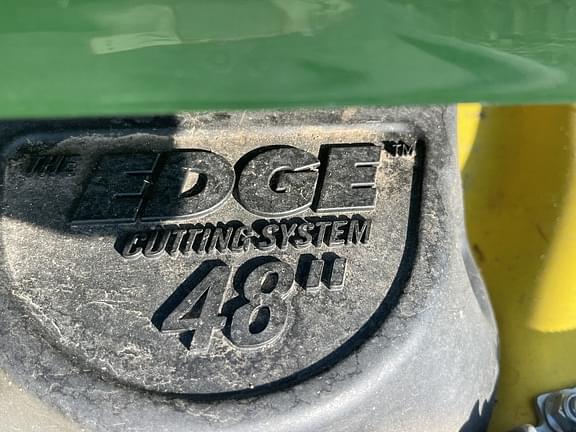 THE EDGE™
CUTTING SYSTEM
48"